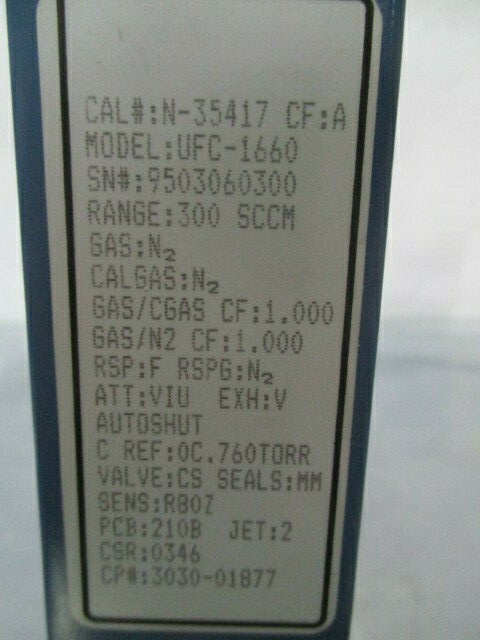 CAL#:N-35417 CF:A
MODEL:UFC-1660
SN#:9503060300
RANGE:300 SCCM
GAS:N₂
CALGAS:N₂
GAS/CGAS CF:1.000
GAS/N2 CF:1.000
RSP:F RSPG:N₂
ATT:VIU EXH:V
AUTOSHUT
C REF:0C.760TORR
VALVE:CS SEALS:MM
SENS:R80Z
PCB:210B JET:2
CSR:0346
CP#:3030-01877